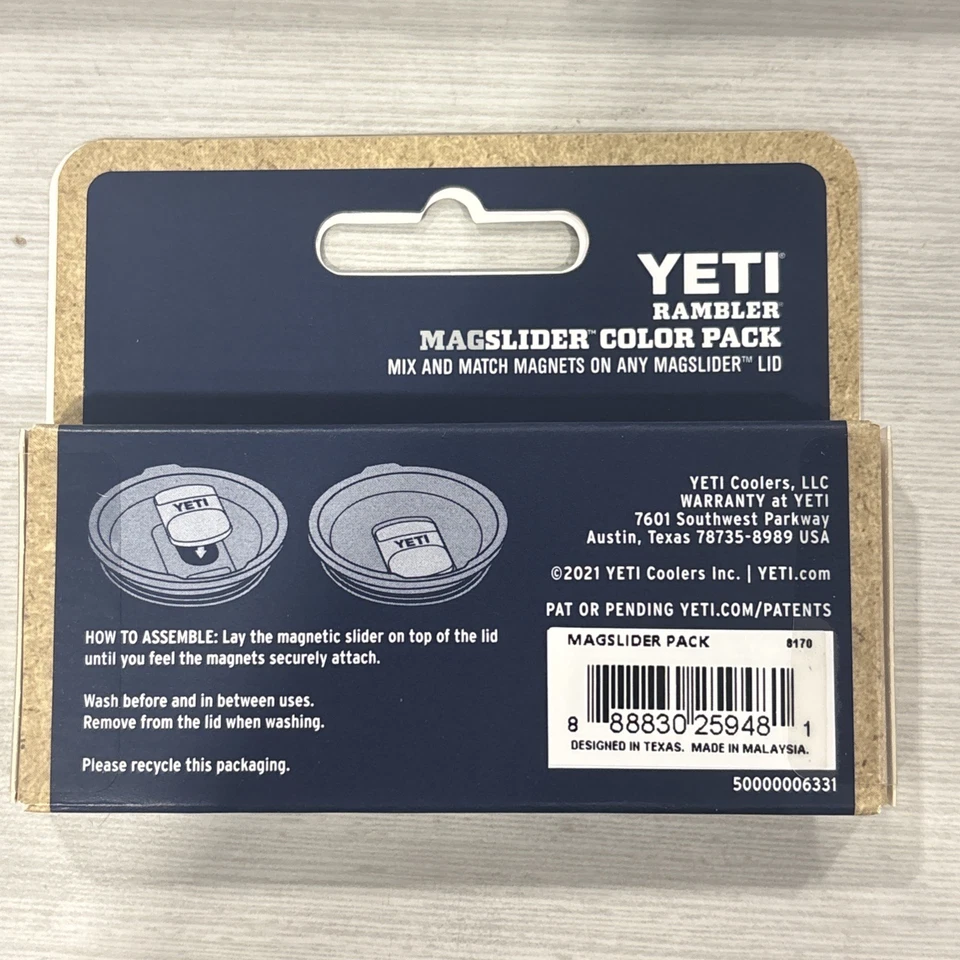 YETI®
RAMBLER®
MAGSLIDER™ COLOR PACK
MIX AND MATCH MAGNETS ON ANY MAGSLIDER™ LID
YETI
YETI
HOW TO ASSEMBLE: Lay the magnetic slider on top of the lid
until you feel the magnets securely attach.
Wash before and in between uses.
Remove from the lid when washing.
Please recycle this packaging.
YETI Coolers, LLC
WARRANTY at YETI
7601 Southwest Parkway
Austin, Texas 78735-8989 USA
©2021 YETI Coolers Inc. | YETI.com
PAT OR PENDING YETI.COM/PATENTS
MAGSLIDER PACK 8170
8 88830 25948 1
DESIGNED IN TEXAS. MADE IN MALAYSIA.
50000006331